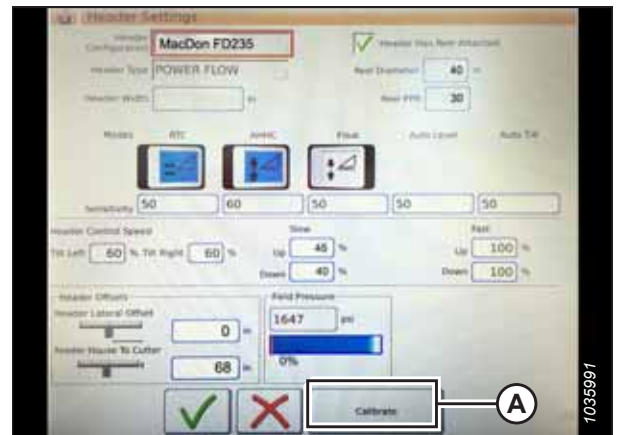 Header Settings
Header Configuration MacDon FD235 Header Has Reel Attached
Header Type POWER FLOW Reel Diameter 40 in
Header Width in Reel PPR 30
Modes RTC AHHC Float Auto Level Auto Tilt
Sensitivity 50 60 50 50 50
Header Control Speed Slow Fast
Tilt Left 60 % Tilt Right 60 % Up 46 % Up 100 %
Down 40 % Down 100 %
Header Offsets Field Pressure
Header Lateral Offset 1647 psi
0 in
Feeder House To Cutter 0%
68 in
Calibrate
A
1035991